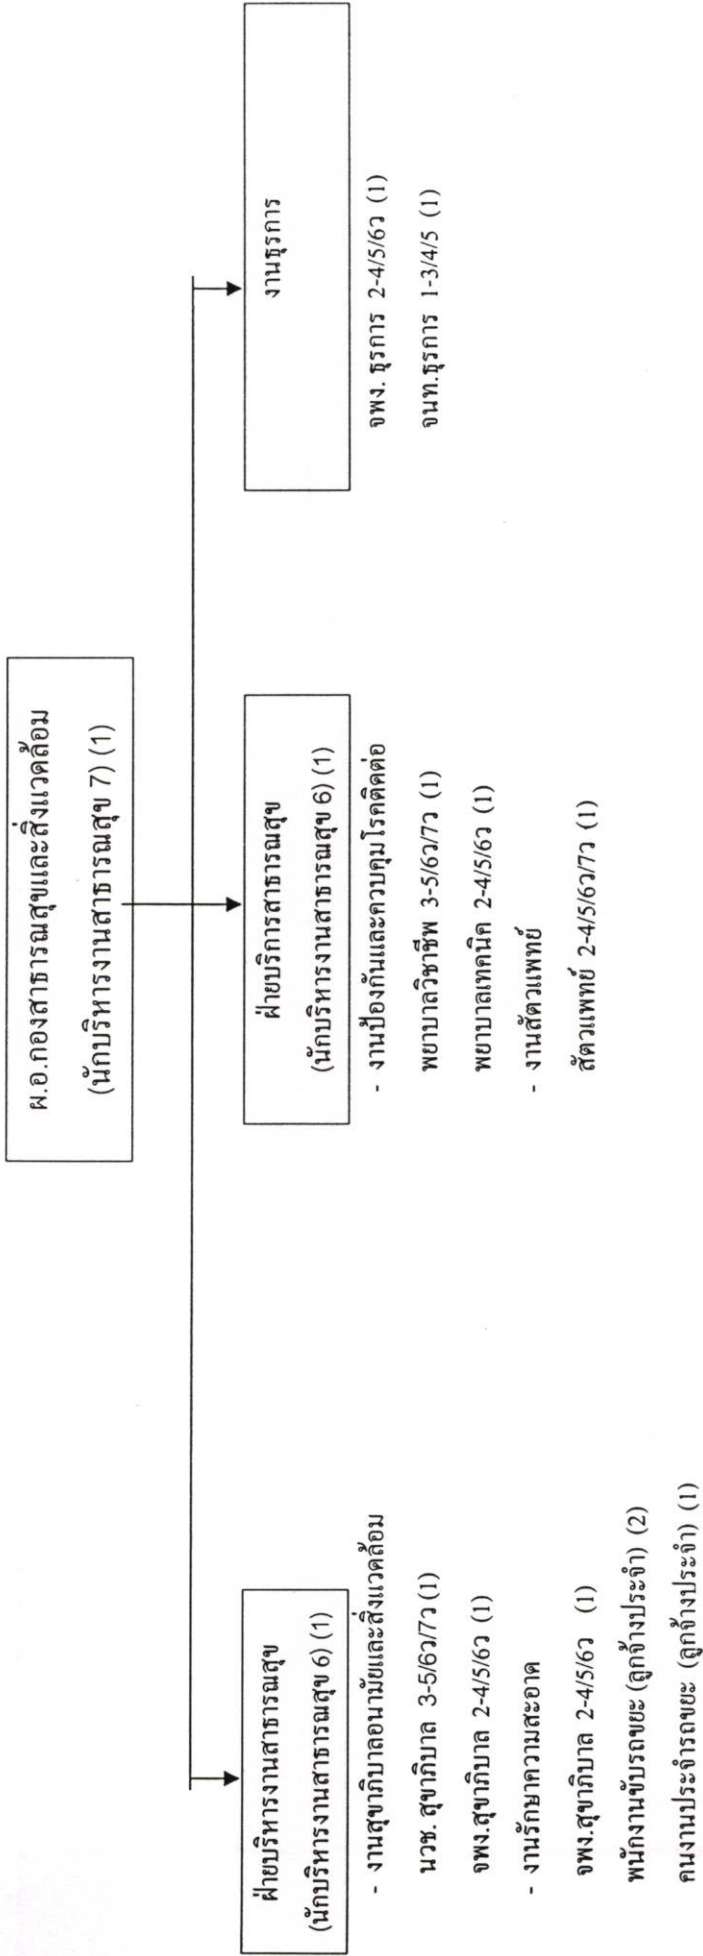 ผ.อ.กองสาธารณสุขและสิ่งแวดล้อม
(นักบริหารงานสาธารณสุข 7) (1)
ฝ่ายบริหารงานสาธารณสุข
(นักบริหารงานสาธารณสุข 6) (1)
- งานสุขาภิบาลอนามัยและสิ่งแวดล้อม
นวช. สุขาภิบาล 3-5/6ว/7ว (1)
จพง.สุขาภิบาล 2-4/5/6ว (1)
- งานรักษาความสะอาด
จพง.สุขาภิบาล 2-4/5/6ว (1)
พนักงานขับรถขยะ (ลูกจ้างประจำ) (2)
คนงานประจำรถขยะ (ลูกจ้างประจำ) (1)
ฝ่ายบริการสาธารณสุข
(นักบริหารงานสาธารณสุข 6) (1)
- งานป้องกันและควบคุมโรคติดต่อ
พยาบาลวิชาชีพ 3-5/6ว/7ว (1)
พยาบาลเทคนิค 2-4/5/6ว (1)
- งานสัตวแพทย์
สัตวแพทย์ 2-4/5/6ว/7ว (1)
งานธุรการ
จพง. ธุรการ 2-4/5/6ว (1)
จนท.ธุรการ 1-3/4/5 (1)